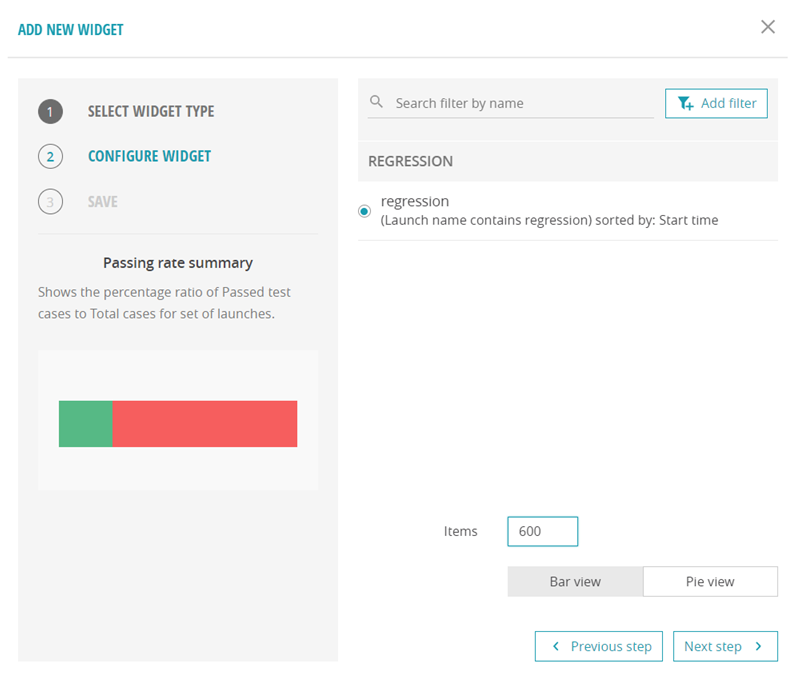 ADD NEW WIDGET
1 SELECT WIDGET TYPE
2 CONFIGURE WIDGET
3 SAVE
Passing rate summary
Shows the percentage ratio of Passed test
cases to Total cases for set of launches.
Search filter by name
Add filter
REGRESSION
regression
(Launch name contains regression) sorted by: Start time
Items 600
Bar view Pie view
Previous step Next step